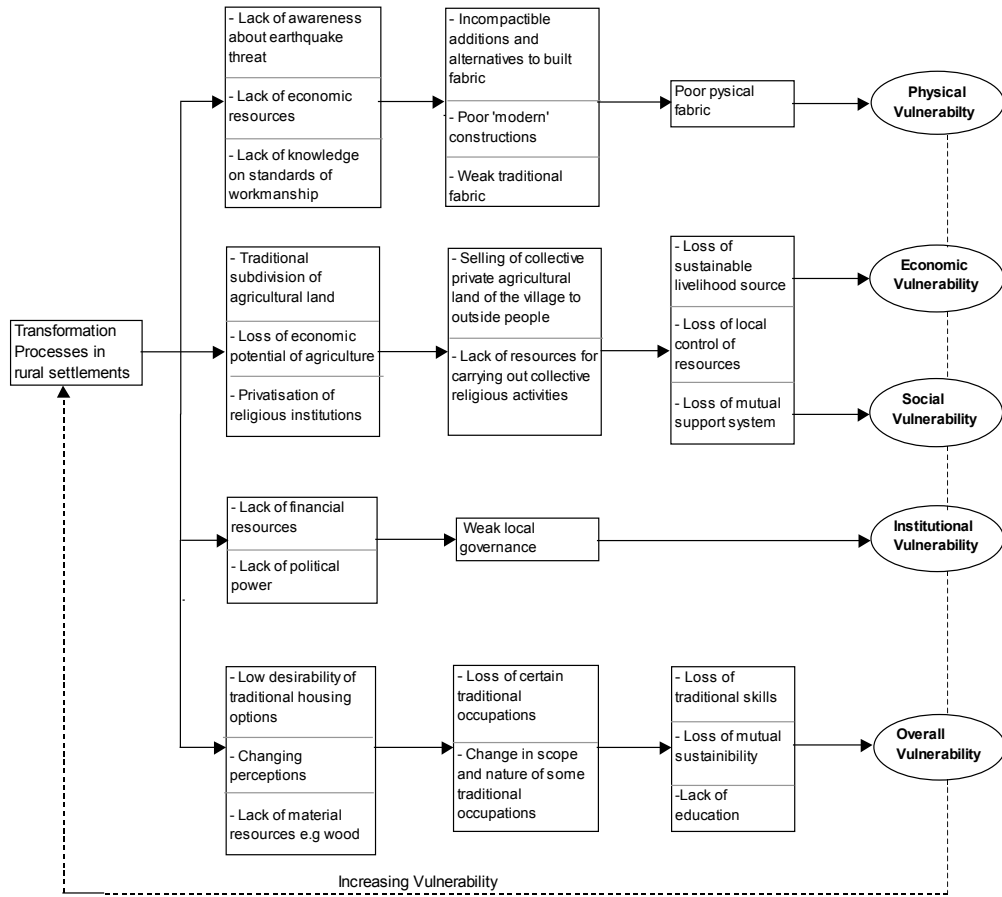 Transformation
Processes in
rural settlements
- Lack of awareness
about earthquake
threat
- Lack of economic
resources
- Lack of knowledge
on standards of
workmanship
- Incompactible
additions and
alternatives to built
fabric
- Poor 'modern'
constructions
- Weak traditional
fabric
Poor pysical
fabric
Physical
Vulnerabilty
- Traditional
subdivision of
agricultural land
- Loss of economic
potential of agriculture
- Privatisation of
religious institutions
- Selling of collective
private agricultural
land of the village to
outside people
- Lack of resources for
carrying out collective
religious activities
- Loss of
sustainable
livelihood source
- Loss of local
control of
resources
- Loss of mutual
support system
Economic
Vulnerability
Social
Vulnerability
- Lack of financial
resources
- Lack of political
power
Weak local
governance
Institutional
Vulnerability
- Low desirability of
traditional housing
options
- Changing
perceptions
- Lack of material
resources e.g wood
- Loss of certain
traditional
occupations
- Change in scope
and nature of some
traditional
occupations
- Loss of
traditional skills
- Loss of mutual
sustainibility
-Lack of
education
Overall
Vulnerability
Increasing Vulnerability